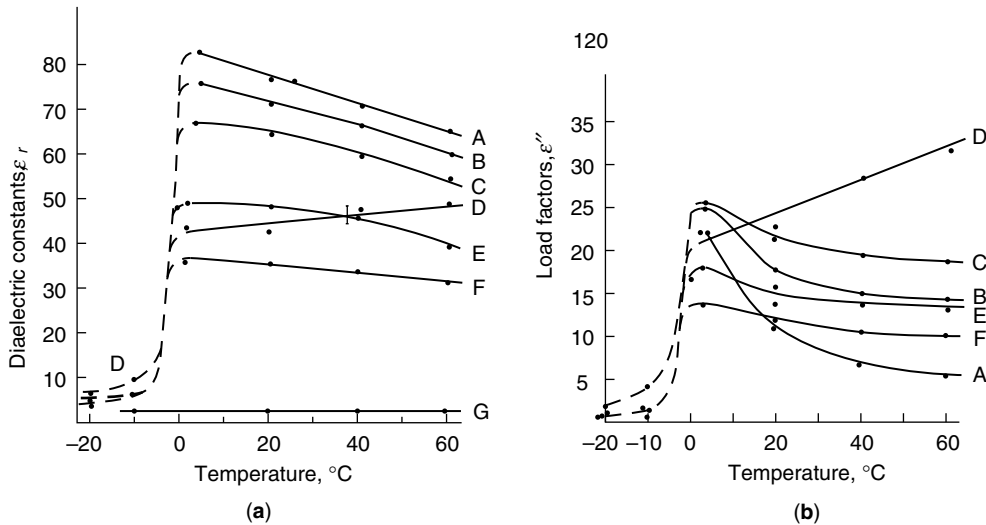 80
70
60
50
40
30
20
10
Diaelectric constants,ε r
A
B
C
D
E
F
D
G
−20
0
20
40
60
Temperature, °C
(a)
120
35
30
25
20
15
10
5
Load factors, ε″
D
C
B
E
F
A
−20 −10 0 20 40 60
Temperature, °C
(b)